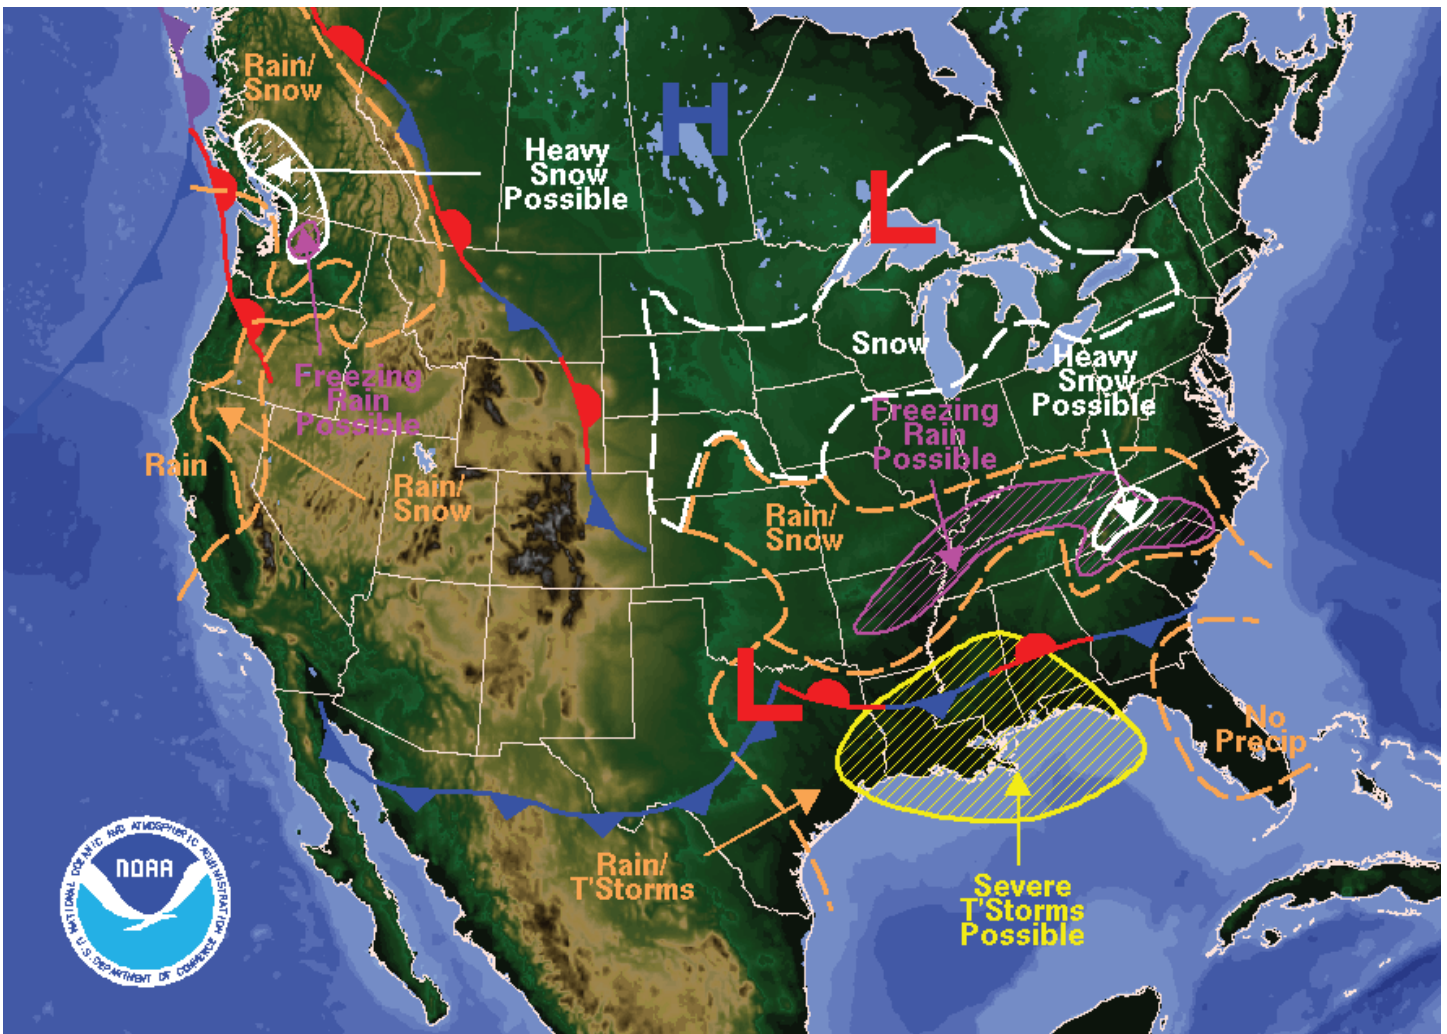 Rain/
Snow
Heavy
Snow
Possible
H
L
Snow
Heavy
Snow
Possible
Freezing
Rain
Possible
Freezing
Rain
Possible
Rain
Rain/
Snow
Rain/
Snow
L
No
Precip
Rain/
T'Storms
Severe
T'Storms
Possible
NATIONAL OCEANIC AND ATMOSPHERIC ADMINISTRATION
NOAA
U.S. DEPARTMENT OF COMMERCE